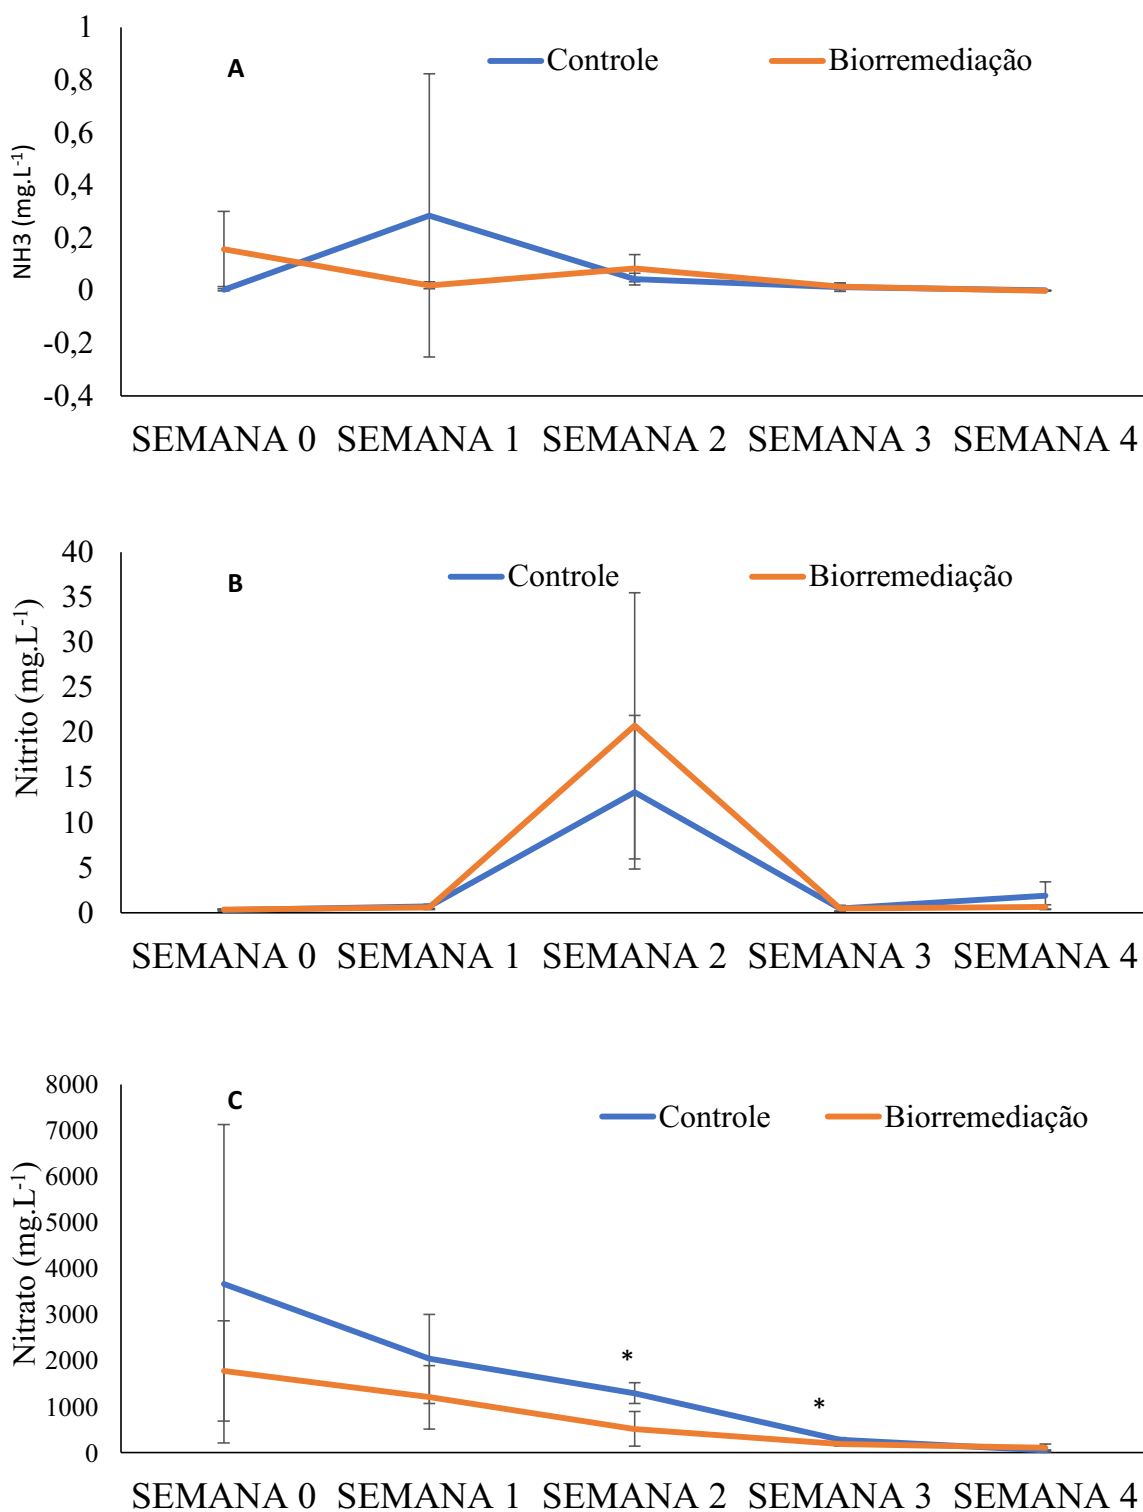 A
Controle
Biorremediação
NH3 (mg.L-1)
1
0,8
0,6
0,4
0,2
0
-0,2
-0,4
SEMANA 0 SEMANA 1 SEMANA 2 SEMANA 3 SEMANA 4
B
Controle
Biorremediação
Nitrito (mg.L-1)
40
35
30
25
20
15
10
5
0
SEMANA 0 SEMANA 1 SEMANA 2 SEMANA 3 SEMANA 4
C
Controle
Biorremediação
Nitrato (mg.L-1)
8000
7000
6000
5000
4000
3000
2000
1000
0
*
*
SEMANA 0 SEMANA 1 SEMANA 2 SEMANA 3 SEMANA 4